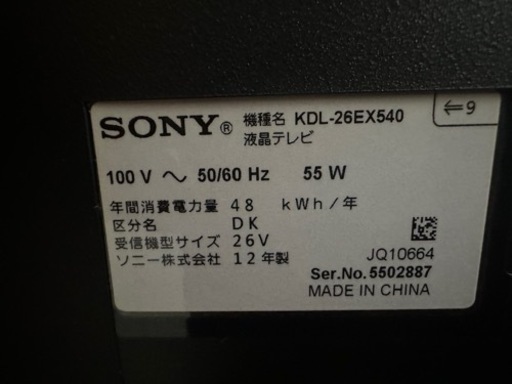 SONY® 機種名 KDL-26EX540
液晶テレビ
⇐9
100 V ～ 50/60 Hz 55 W
年間消費電力量 48 kWh/年
区分名 DK
受信機型サイズ 26V
ソニー株式会社 12年製
JQ10664
Ser.No. 5502887
MADE IN CHINA